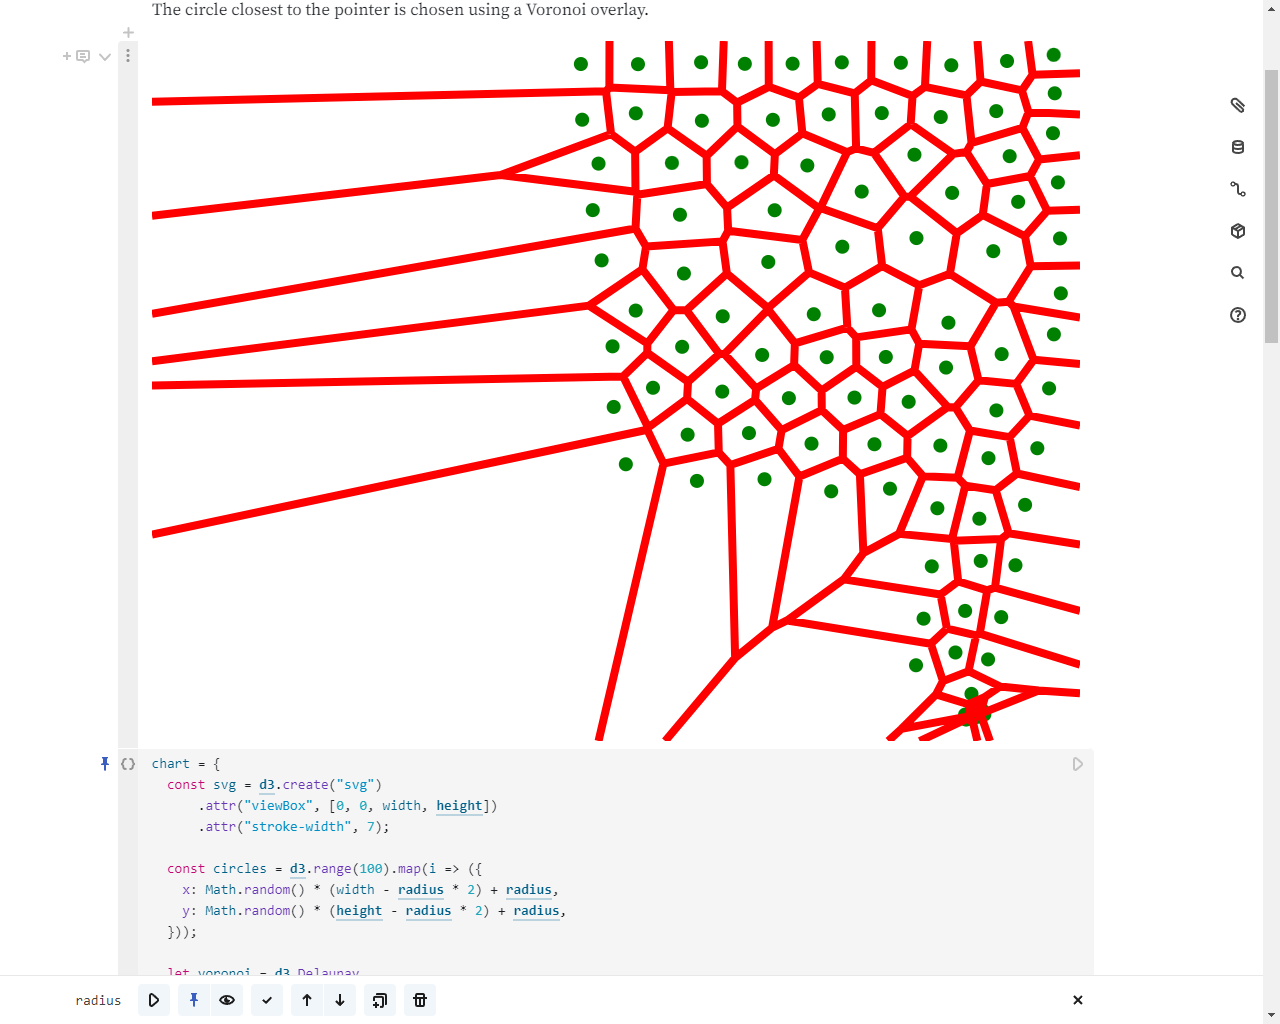 The circle closest to the pointer is chosen using a Voronoi overlay.
chart = {
  const svg = d3.create("svg")
      .attr("viewBox", [0, 0, width, height])
      .attr("stroke-width", 7);

  const circles = d3.range(100).map(i => ({
    x: Math.random() * (width - radius * 2) + radius,
    y: Math.random() * (height - radius * 2) + radius,
  }));

  let voronoi = d3.Delaunay
radius